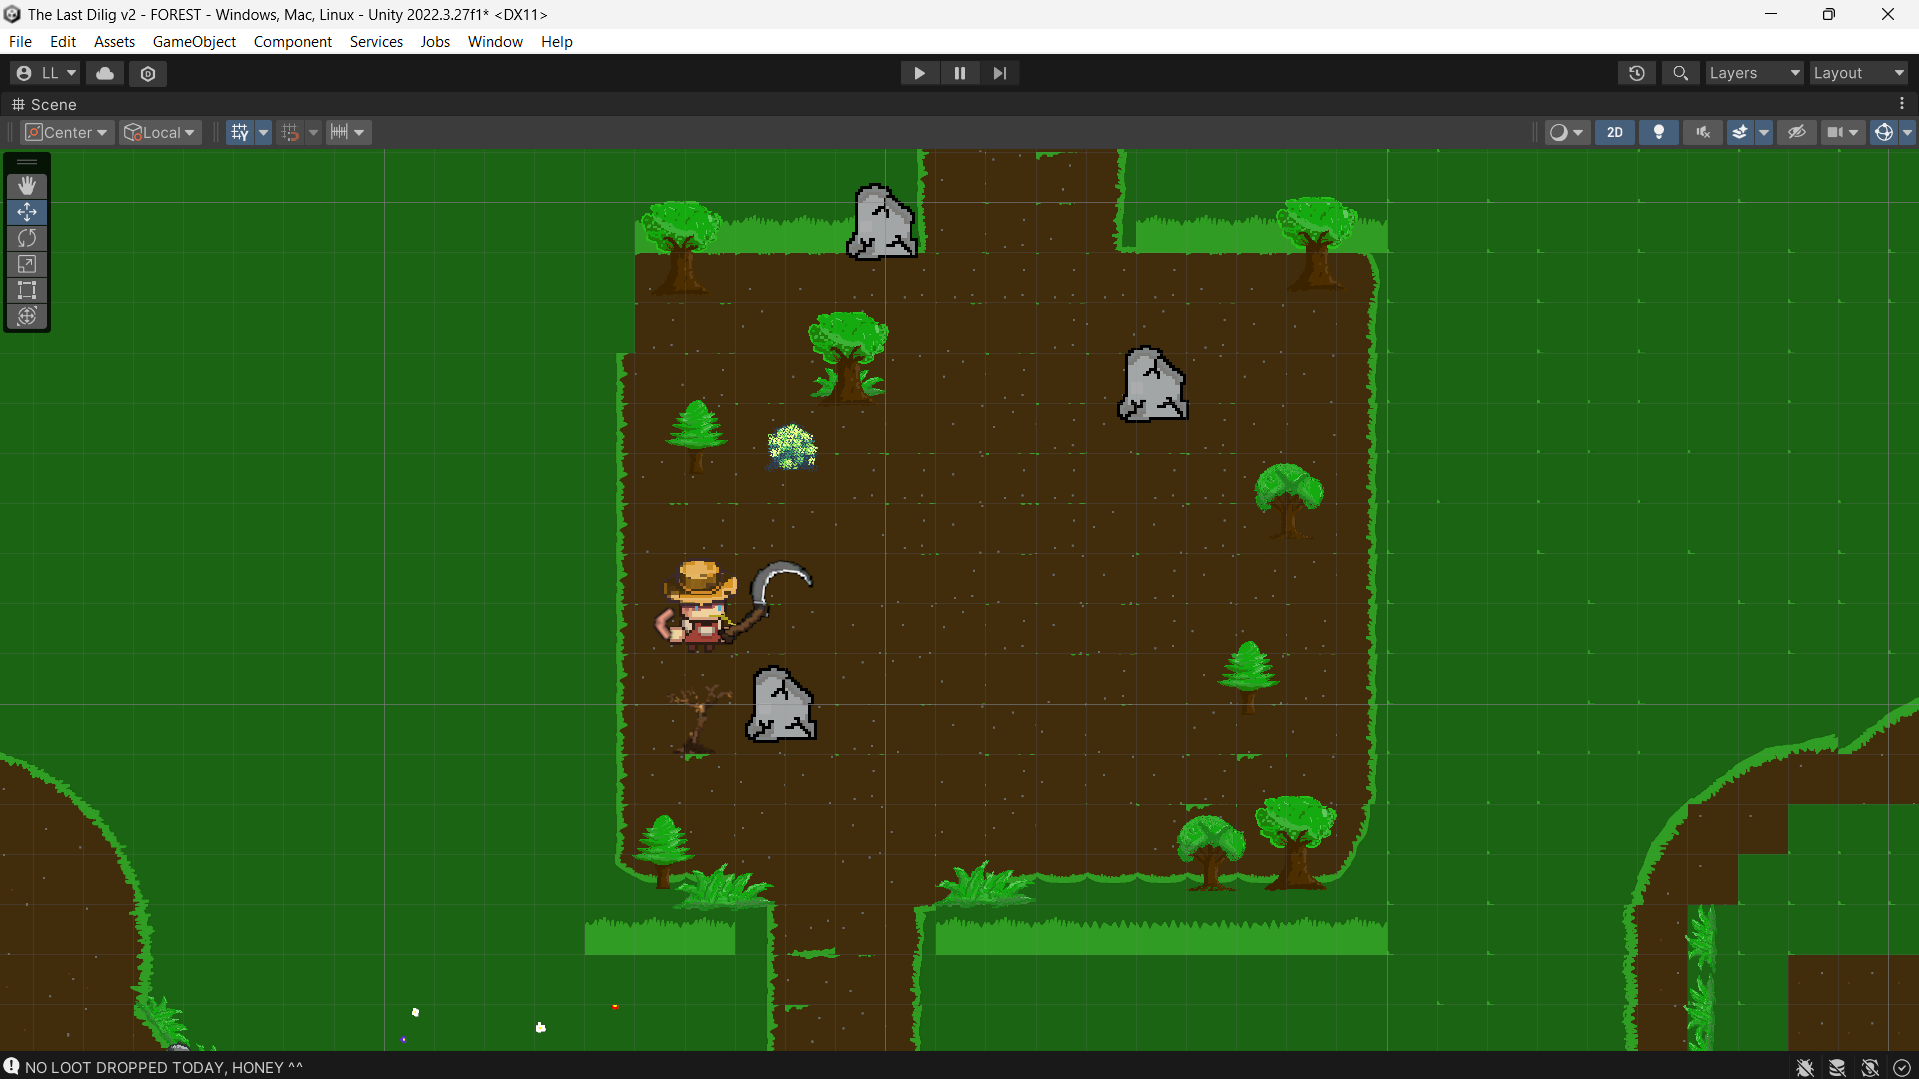 The Last Dilig v2 - FOREST - Windows, Mac, Linux - Unity 2022.3.27f1* <DX11>
File Edit Assets GameObject Component Services Jobs Window Help
LL Layers Layout
Scene
Center Local 2D
NO LOOT DROPPED TODAY, HONEY ^^